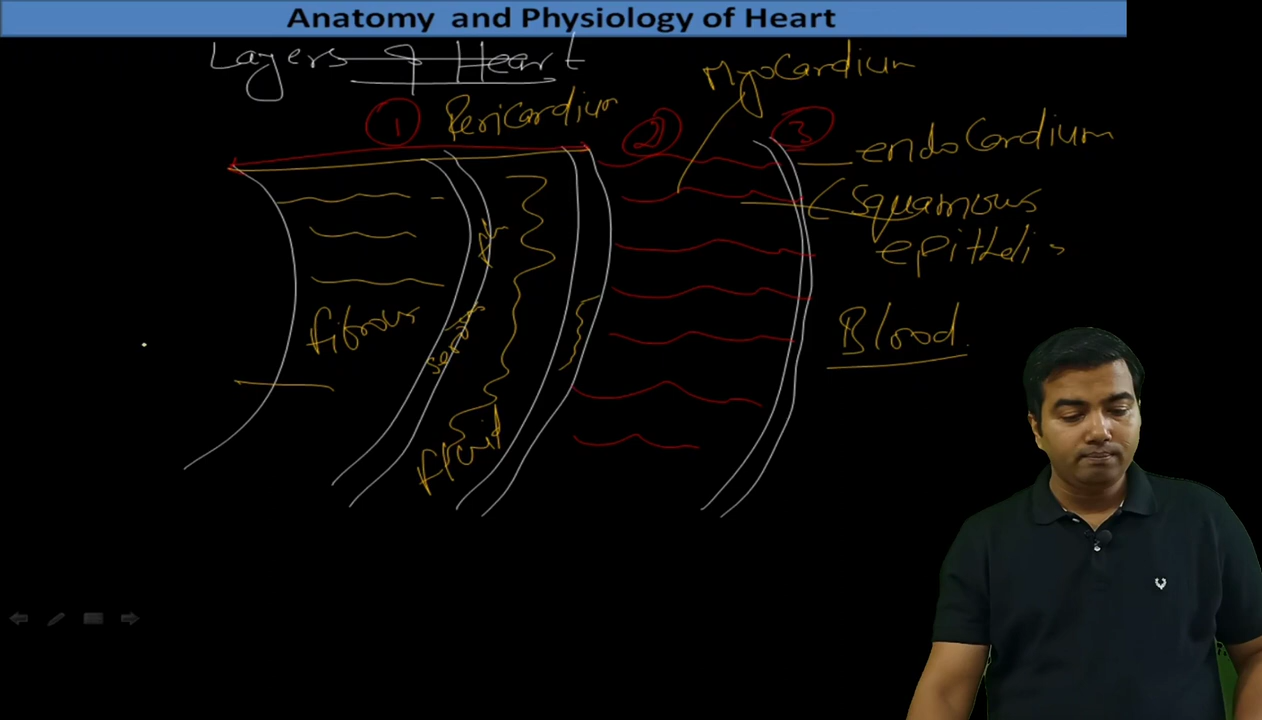 Anatomy and Physiology of Heart
Layers of Heart
Myocardium
1 Pericardium
2
3
endocardium
(Squamous
epitheli
fibrous
serous
fluid
Blood